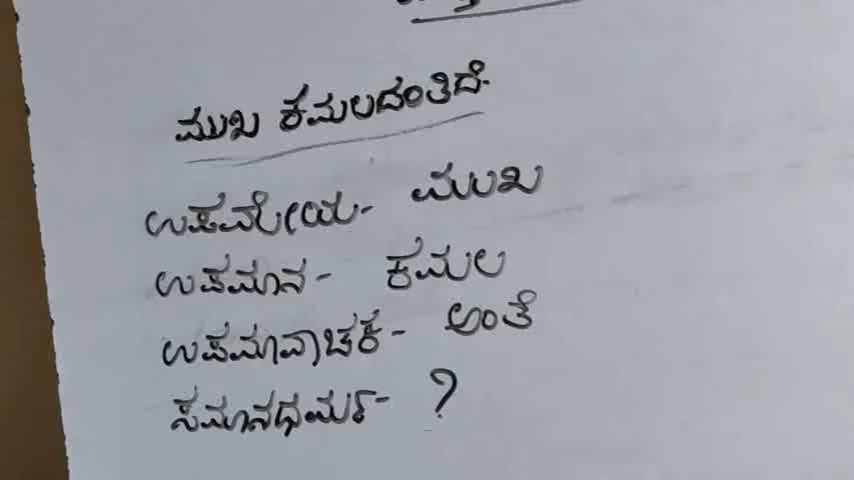 ಮುಖ ಕಮಲದಂತಿದೆ.
ಉಪಮೇಯ- ಮುಖ
ಉಪಮಾನ- ಕಮಲ
ಉಪಮಾವಾಚಕ- ಅಂತೆ
ಸಮಾನಧರ್ಮ- ?